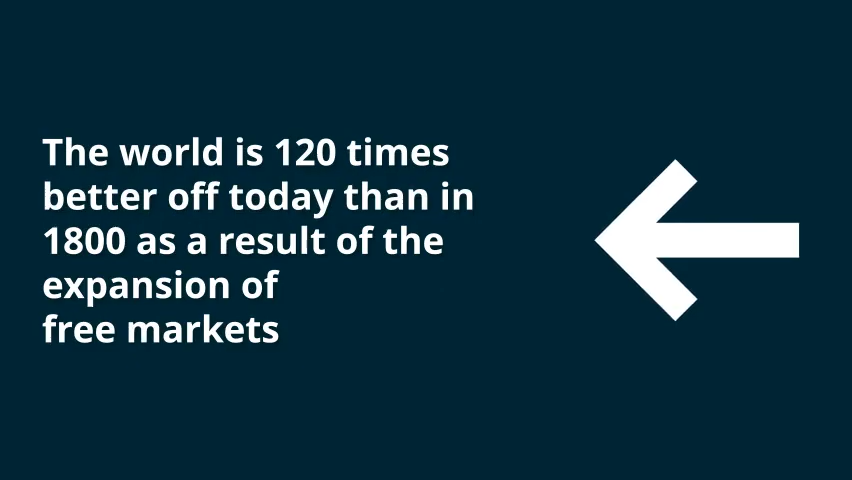 The world is 120 times
better off today than in
1800 as a result of the
expansion of
free markets